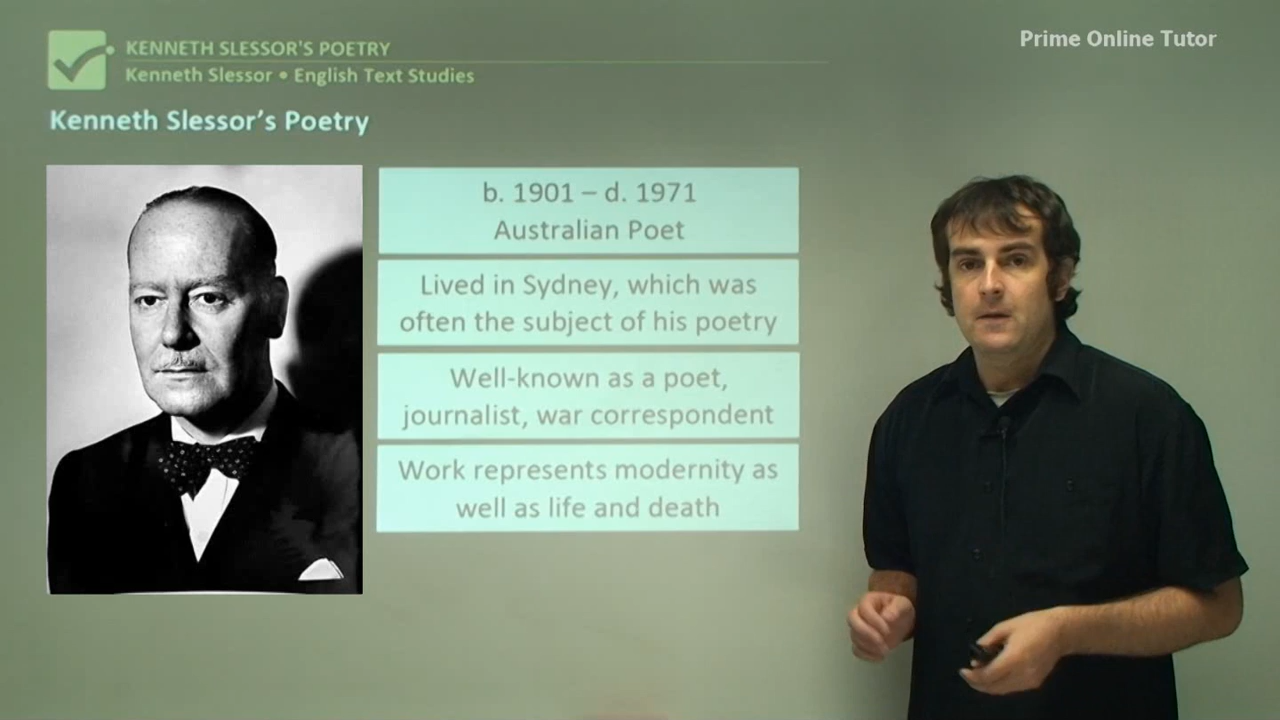 KENNETH SLESSOR'S POETRY
Kenneth Slessor • English Text Studies
Prime Online Tutor
Kenneth Slessor's Poetry
b. 1901 – d. 1971
Australian Poet
Lived in Sydney, which was
often the subject of his poetry
Well-known as a poet,
journalist, war correspondent
Work represents modernity as
well as life and death